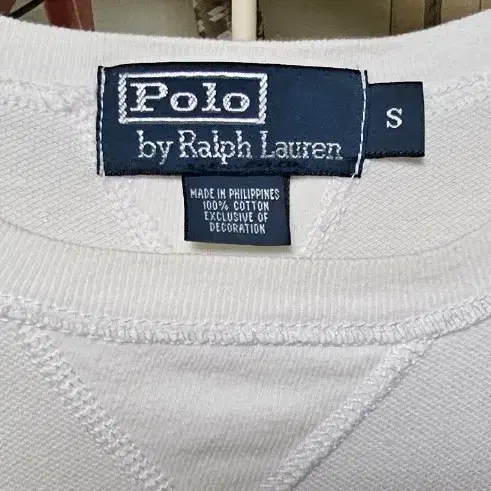 Polo
by Ralph Lauren
S
MADE IN PHILIPPINES
100% COTTON
EXCLUSIVE OF
DECORATION